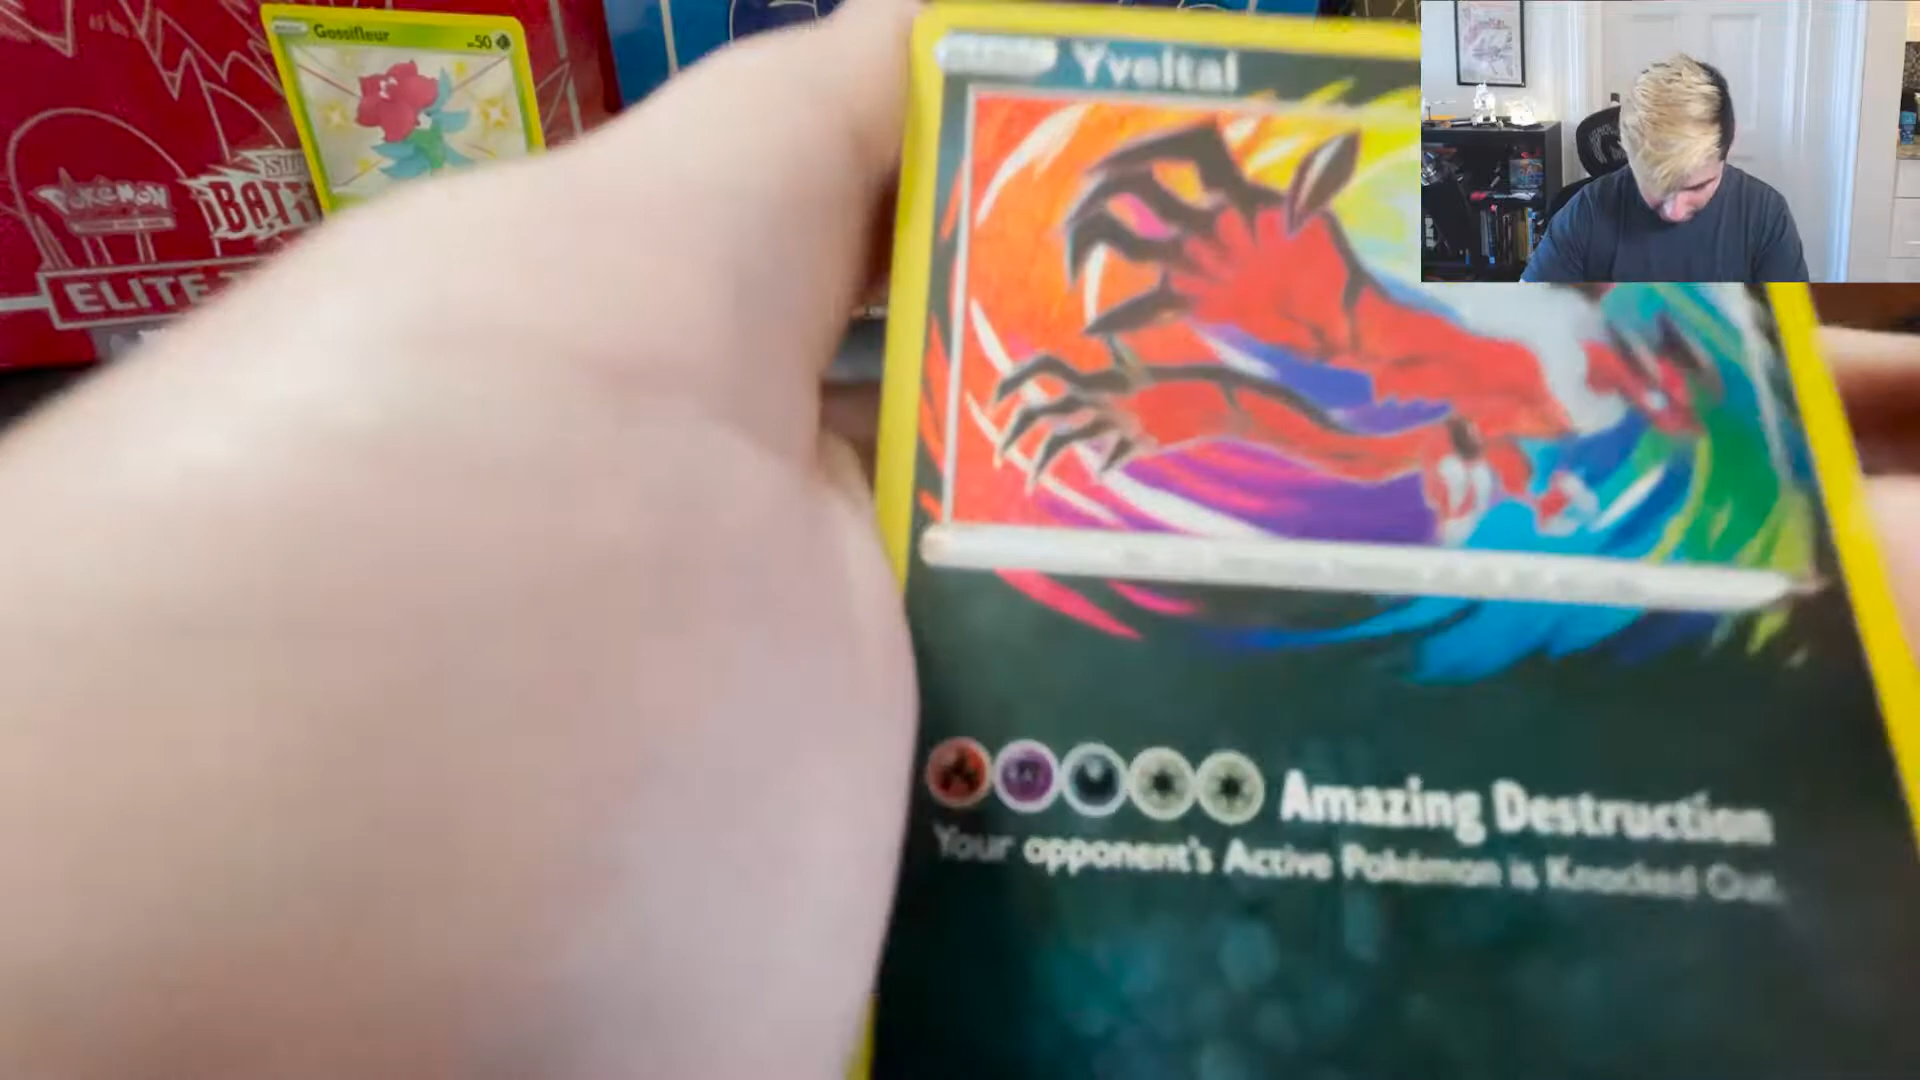 Gossifleur
50
Yveltal
POKÉMON
ELITE
Amazing Destruction
Your opponent's Active Pokémon is Knocked Out.